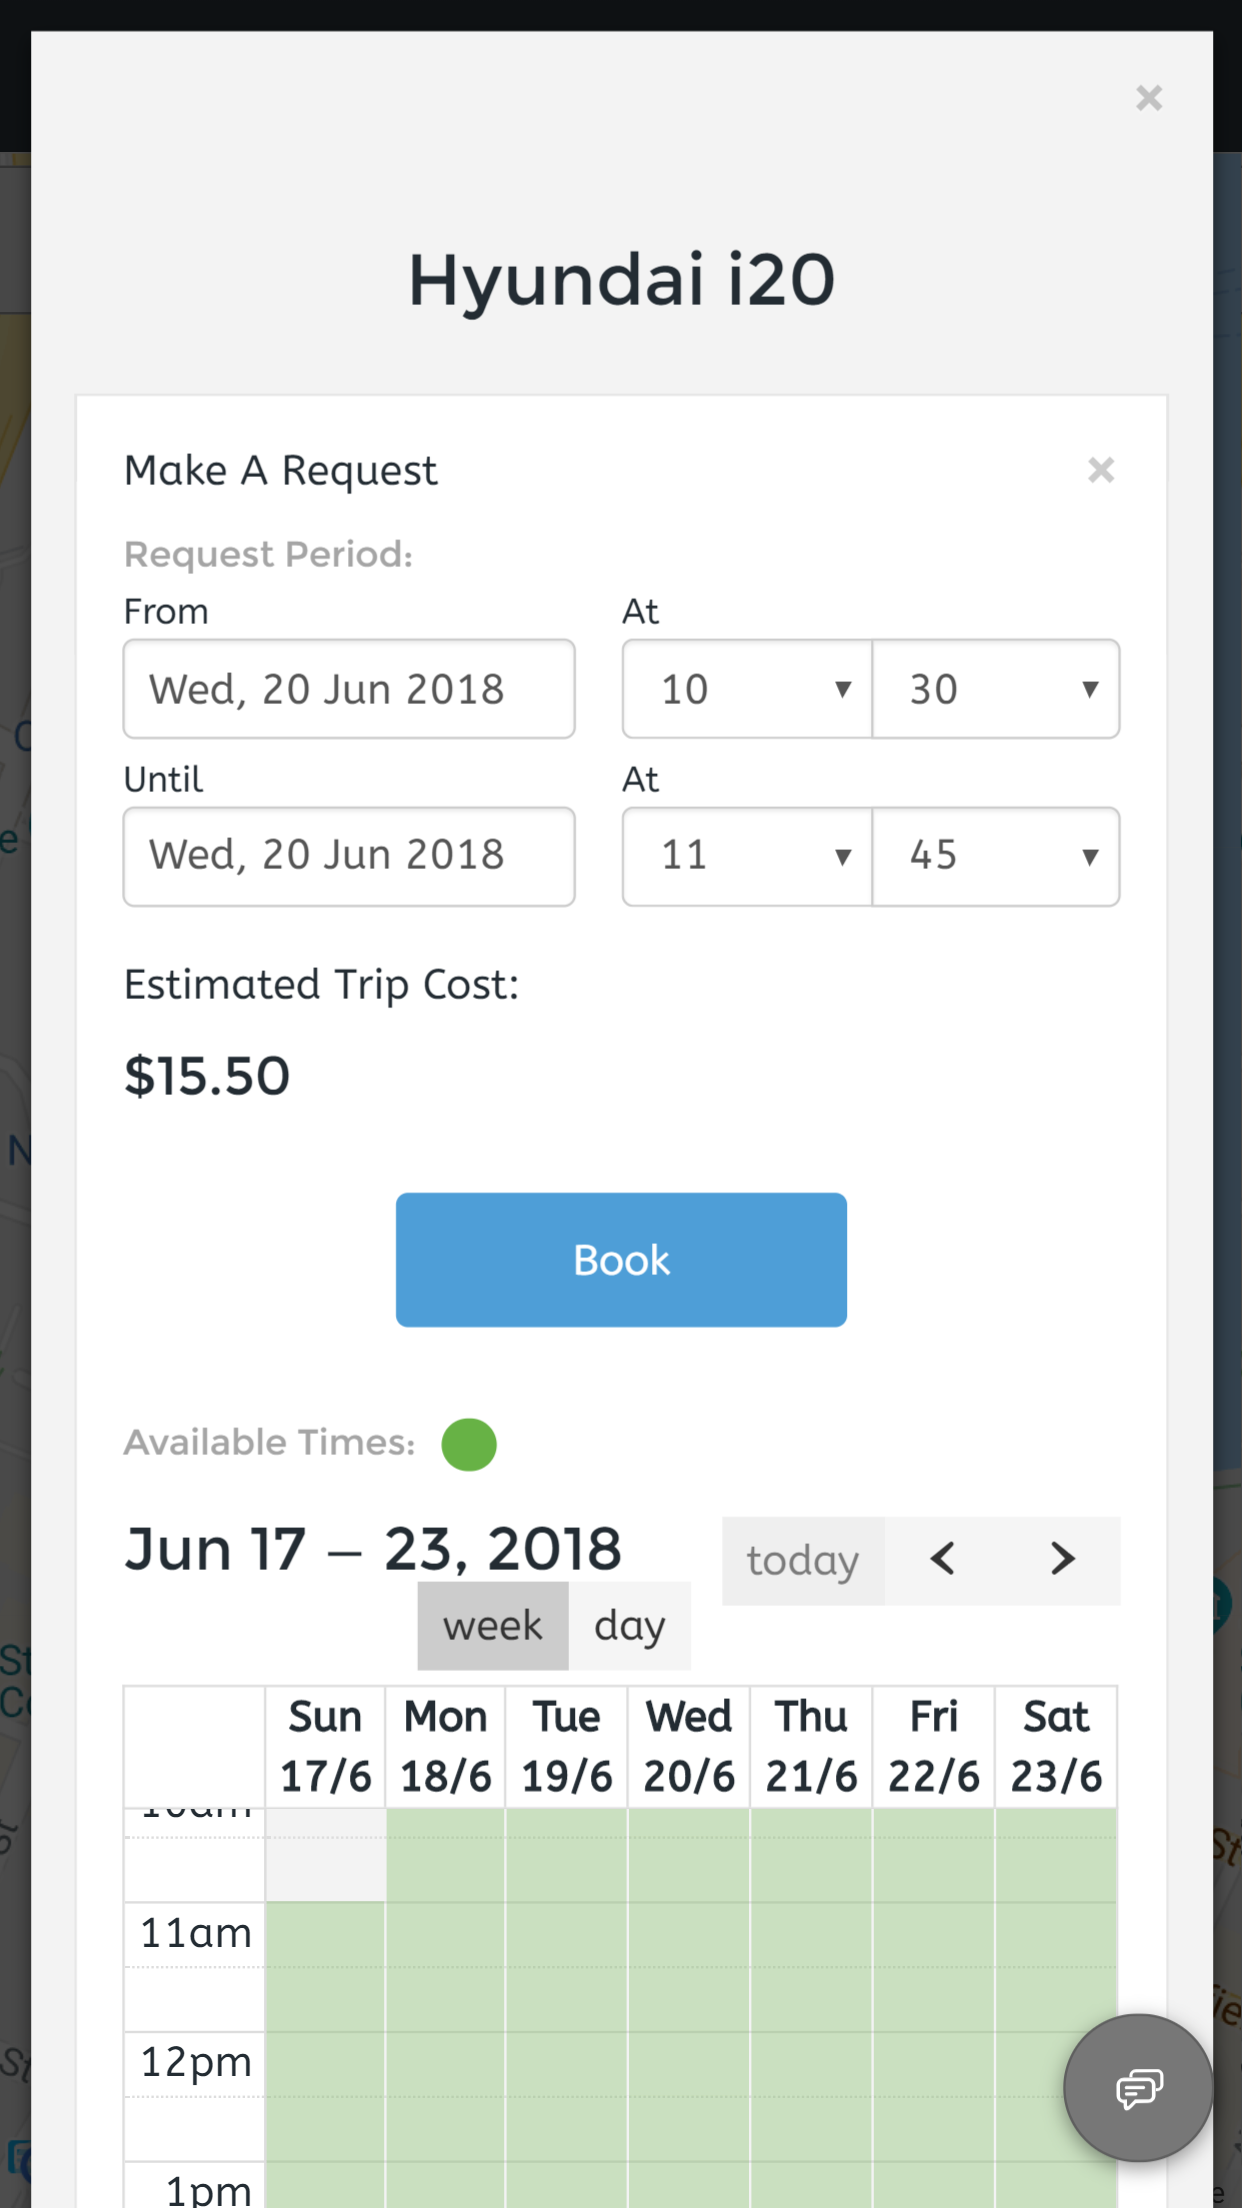 ×
Hyundai i20
Make A Request ×
Request Period:
From At
Wed, 20 Jun 2018 10 ▼ 30 ▼
Until At
Wed, 20 Jun 2018 11 ▼ 45 ▼
Estimated Trip Cost:
$15.50
Book
Available Times:
Jun 17 – 23, 2018 today < >
week day
Sun Mon Tue Wed Thu Fri Sat
17/6 18/6 19/6 20/6 21/6 22/6 23/6
10am
11am
12pm
1pm